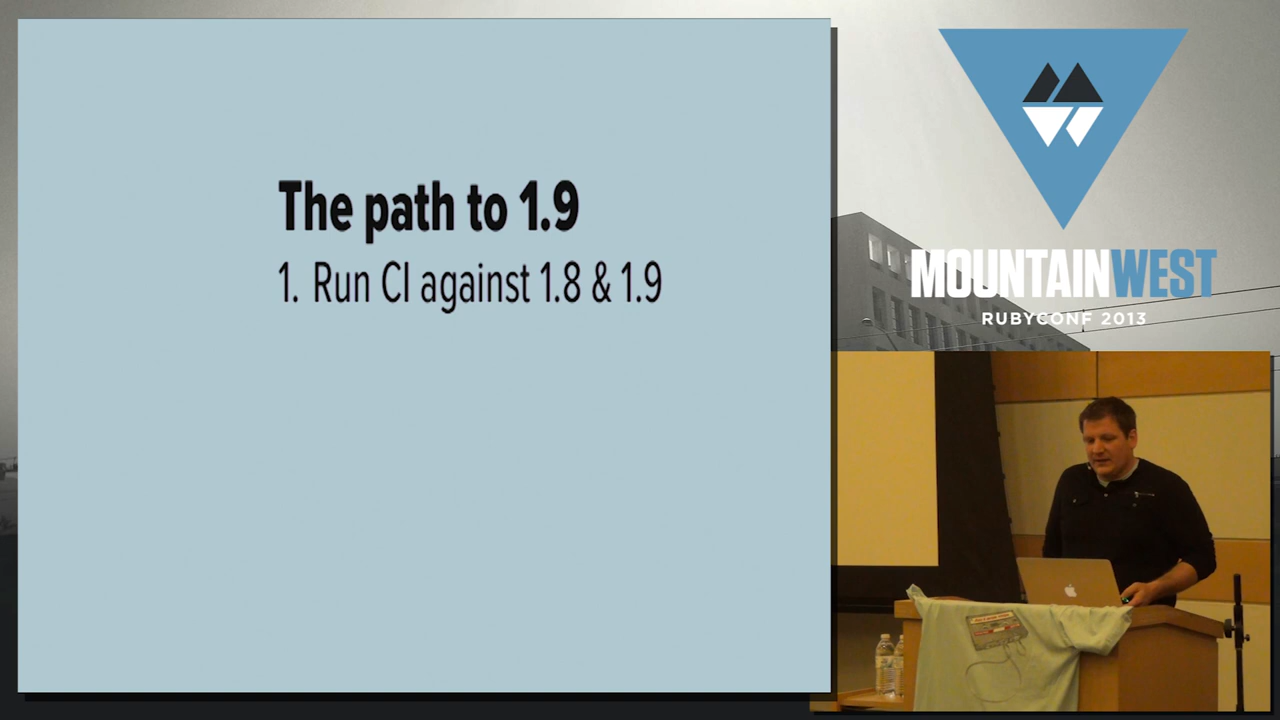 The path to 1.9
1. Run CI against 1.8 & 1.9
MOUNTAINWEST
RUBYCONF 2013